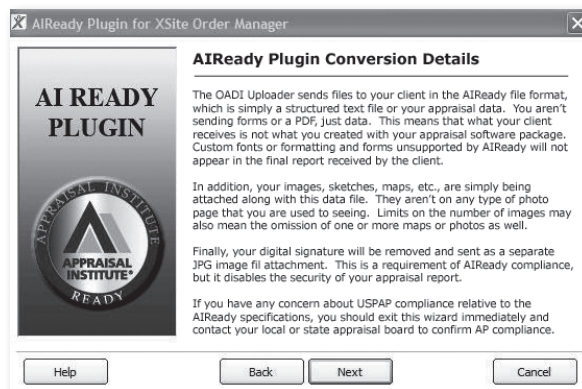 AIReady Plugin for XSite Order Manager
AI READY
PLUGIN
APPRAISAL INSTITUTE
APPRAISAL
INSTITUTE®
READY
AIReady Plugin Conversion Details
The OADI Uploader sends files to your client in the AIReady file format,
which is simply a structured text file or your appraisal data. You aren't
sending forms or a PDF, just data. This means that what your client
receives is not what you created with your appraisal software package.
Custom fonts or formatting and forms unsupported by AIReady will not
appear in the final report received by the client.
In addition, your images, sketches, maps, etc., are simply being
attached along with this data file. They aren't on any type of photo
page that you are used to seeing. Limits on the number of images may
also mean the omission of one or more maps or photos as well.
Finally, your digital signature will be removed and sent as a separate
JPG image fil attachment. This is a requirement of AIReady compliance,
but it disables the security of your appraisal report.
If you have any concern about USPAP compliance relative to the
AIReady specifications, you should exit this wizard immediately and
contact your local or state appraisal board to confirm AP compliance.
Help
Back
Next
Cancel